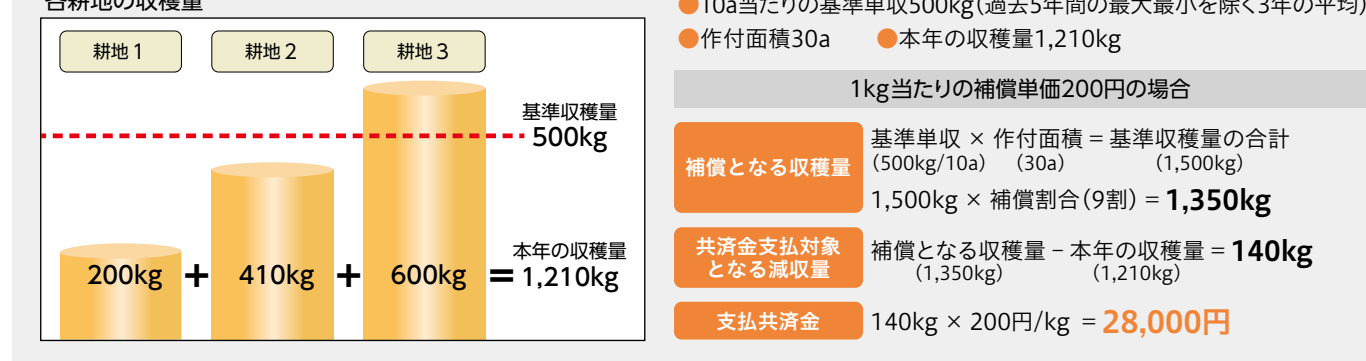 各耕地の収穫量
耕地1
耕地2
耕地3
基準収穫量
500kg
200kg + 410kg + 600kg =
本年の収穫量
1,210kg
●10a当たりの基準単収500kg(過去5年間の最大最小を除く3年の平均)
●作付面積30a ●本年の収穫量1,210kg
1kg当たりの補償単価200円の場合
補償となる収穫量
基準単収 × 作付面積 = 基準収穫量の合計
(500kg/10a) (30a) (1,500kg)
1,500kg × 補償割合(9割) = 1,350kg
共済金支払対象
となる減収量
補償となる収穫量 − 本年の収穫量 = 140kg
(1,350kg) (1,210kg)
支払共済金
140kg × 200円/kg = 28,000円